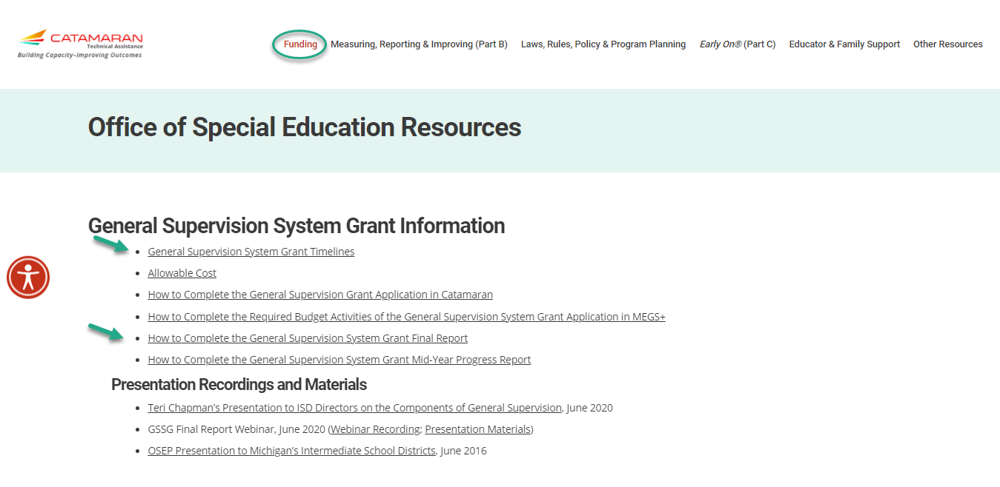 CATAMARAN
Technical Assistance
Building Capacity~Improving Outcomes
Funding Measuring, Reporting & Improving (Part B) Laws, Rules, Policy & Program Planning Early On® (Part C) Educator & Family Support Other Resources
Office of Special Education Resources
General Supervision System Grant Information
General Supervision System Grant Timelines
Allowable Cost
How to Complete the General Supervision Grant Application in Catamaran
How to Complete the Required Budget Activities of the General Supervision System Grant Application in MEGS+
How to Complete the General Supervision System Grant Final Report
How to Complete the General Supervision System Grant Mid-Year Progress Report
Presentation Recordings and Materials
Teri Chapman’s Presentation to ISD Directors on the Components of General Supervision, June 2020
GSSG Final Report Webinar, June 2020 (Webinar Recording; Presentation Materials)
OSEP Presentation to Michigan’s Intermediate School Districts, June 2016